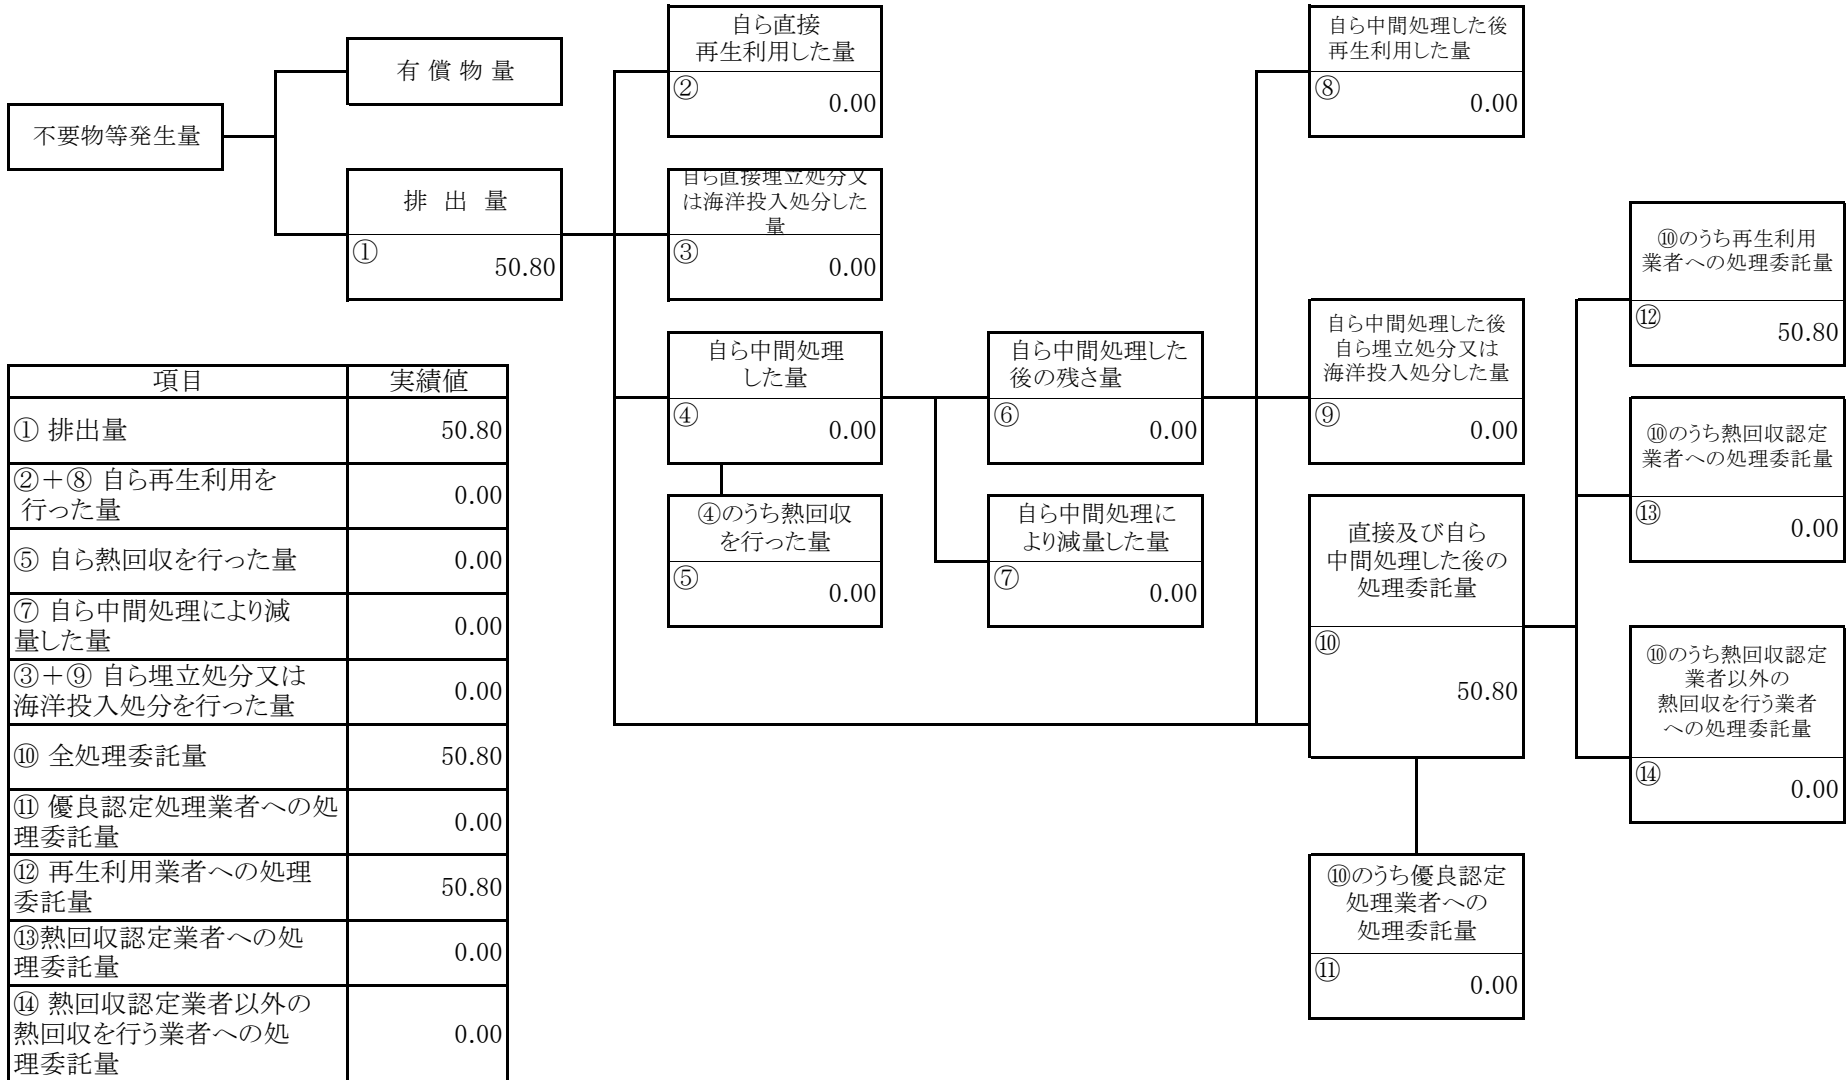 不要物等発生量
有 償 物 量
排 出 量
①
50.80
自ら直接
再生利用した量
②
0.00
自ら直接埋立処分又
は海洋投入処分した
量
③
0.00
自ら中間処理
した量
④
0.00
④のうち熱回収
を行った量
⑤
0.00
自ら中間処理した
後の残さ量
⑥
0.00
自ら中間処理に
より減量した量
⑦
0.00
自ら中間処理した後
再生利用した量
⑧
0.00
自ら中間処理した後
自ら埋立処分又は
海洋投入処分した量
⑨
0.00
直接及び自ら
中間処理した後の
処理委託量
⑩
50.80
⑩のうち優良認定
処理業者への
処理委託量
⑪
0.00
⑩のうち再生利用
業者への処理委託量
⑫
50.80
⑩のうち熱回収認定
業者への処理委託量
⑬
0.00
⑩のうち熱回収認定
業者以外の
熱回収を行う業者
への処理委託量
⑭
0.00
項目 実績値
① 排出量 50.80
②+⑧ 自ら再生利用を
行った量
0.00
⑤ 自ら熱回収を行った量 0.00
⑦ 自ら中間処理により減
量した量
0.00
③+⑨ 自ら埋立処分又は
海洋投入処分を行った量
0.00
⑩ 全処理委託量 50.80
⑪ 優良認定処理業者への処
理委託量
0.00
⑫ 再生利用業者への処理
委託量
50.80
⑬熱回収認定業者への処
理委託量
0.00
⑭ 熱回収認定業者以外の
熱回収を行う業者への処
理委託量
0.00